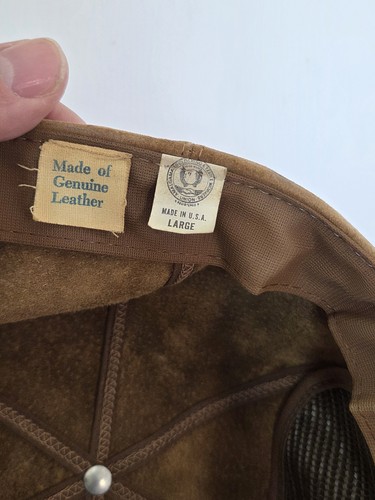 Made of
Genuine
Leather
MADE IN U.S.A.
LARGE